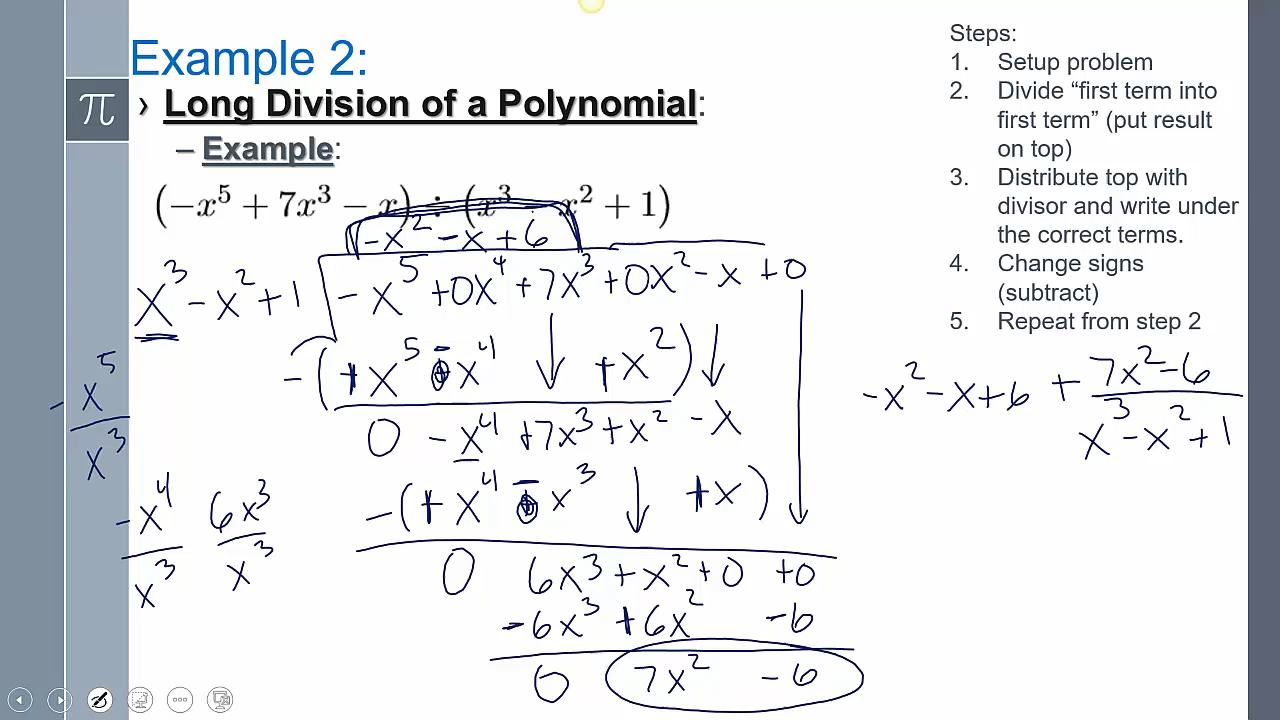 Example 2:
π
› Long Division of a Polynomial:
– Example:
(−x⁵ + 7x³ − x) ÷ (x³ − x² + 1)
-x² -x +6
x³ - x² + 1
-x⁵ +0x⁴ +7x³ +0x² - x +0
-(+x⁵ - x⁴ +x²)
0 - x⁴ +7x³ + x² - x
-(+x⁴ - x³ +x)
0 6x³ + x² +0 +0
-6x³ +6x² -6
0 7x² -6
-x⁵/x³
-x⁴/x³
6x³/x³
Steps:
1. Setup problem
2. Divide “first term into
first term” (put result
on top)
3. Distribute top with
divisor and write under
the correct terms.
4. Change signs
(subtract)
5. Repeat from step 2
-x² - x + 6 + 7x² - 6/x³ - x² + 1